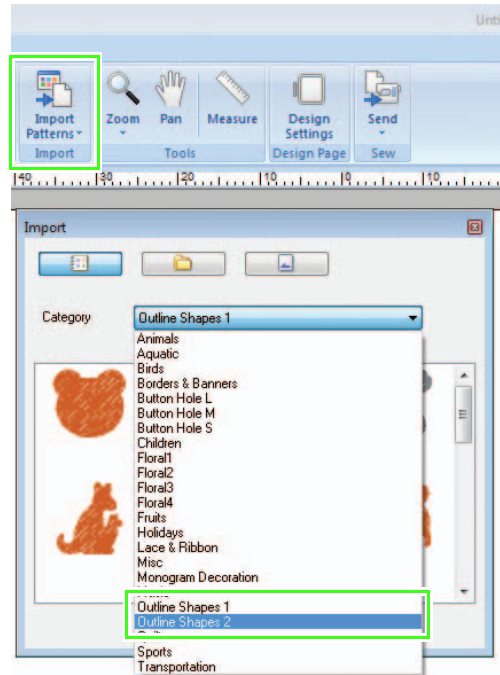 Unti
Import
Patterns
Zoom
Pan
Measure
Design
Settings
Send
Import
Tools
Design Page
Sew
40 30 20 10 0 10
Import
Category
Outline Shapes 1
Animals
Aquatic
Birds
Borders & Banners
Button Hole L
Button Hole M
Button Hole S
Children
Floral1
Floral2
Floral3
Floral4
Fruits
Holidays
Lace & Ribbon
Misc
Monogram Decoration
Outline Shapes 1
Outline Shapes 2
Sports
Transportation